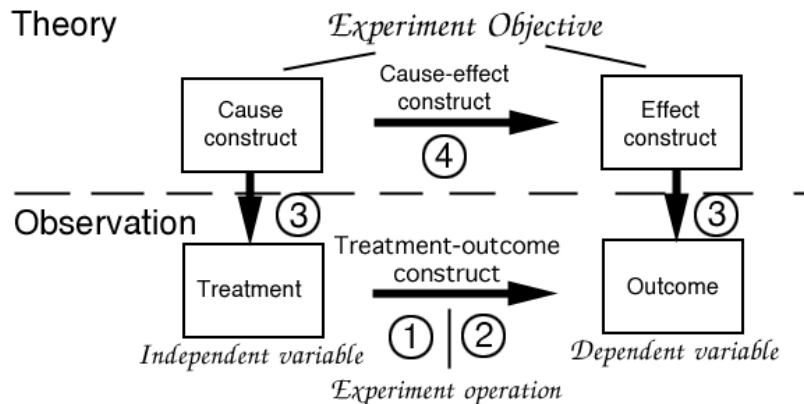 Theory
Experiment Objective
Cause-effect
construct
Cause
construct
Effect
construct
4
Observation
3
3
Treatment-outcome
construct
Treatment
Outcome
1
2
Independent variable
Dependent variable
Experiment operation